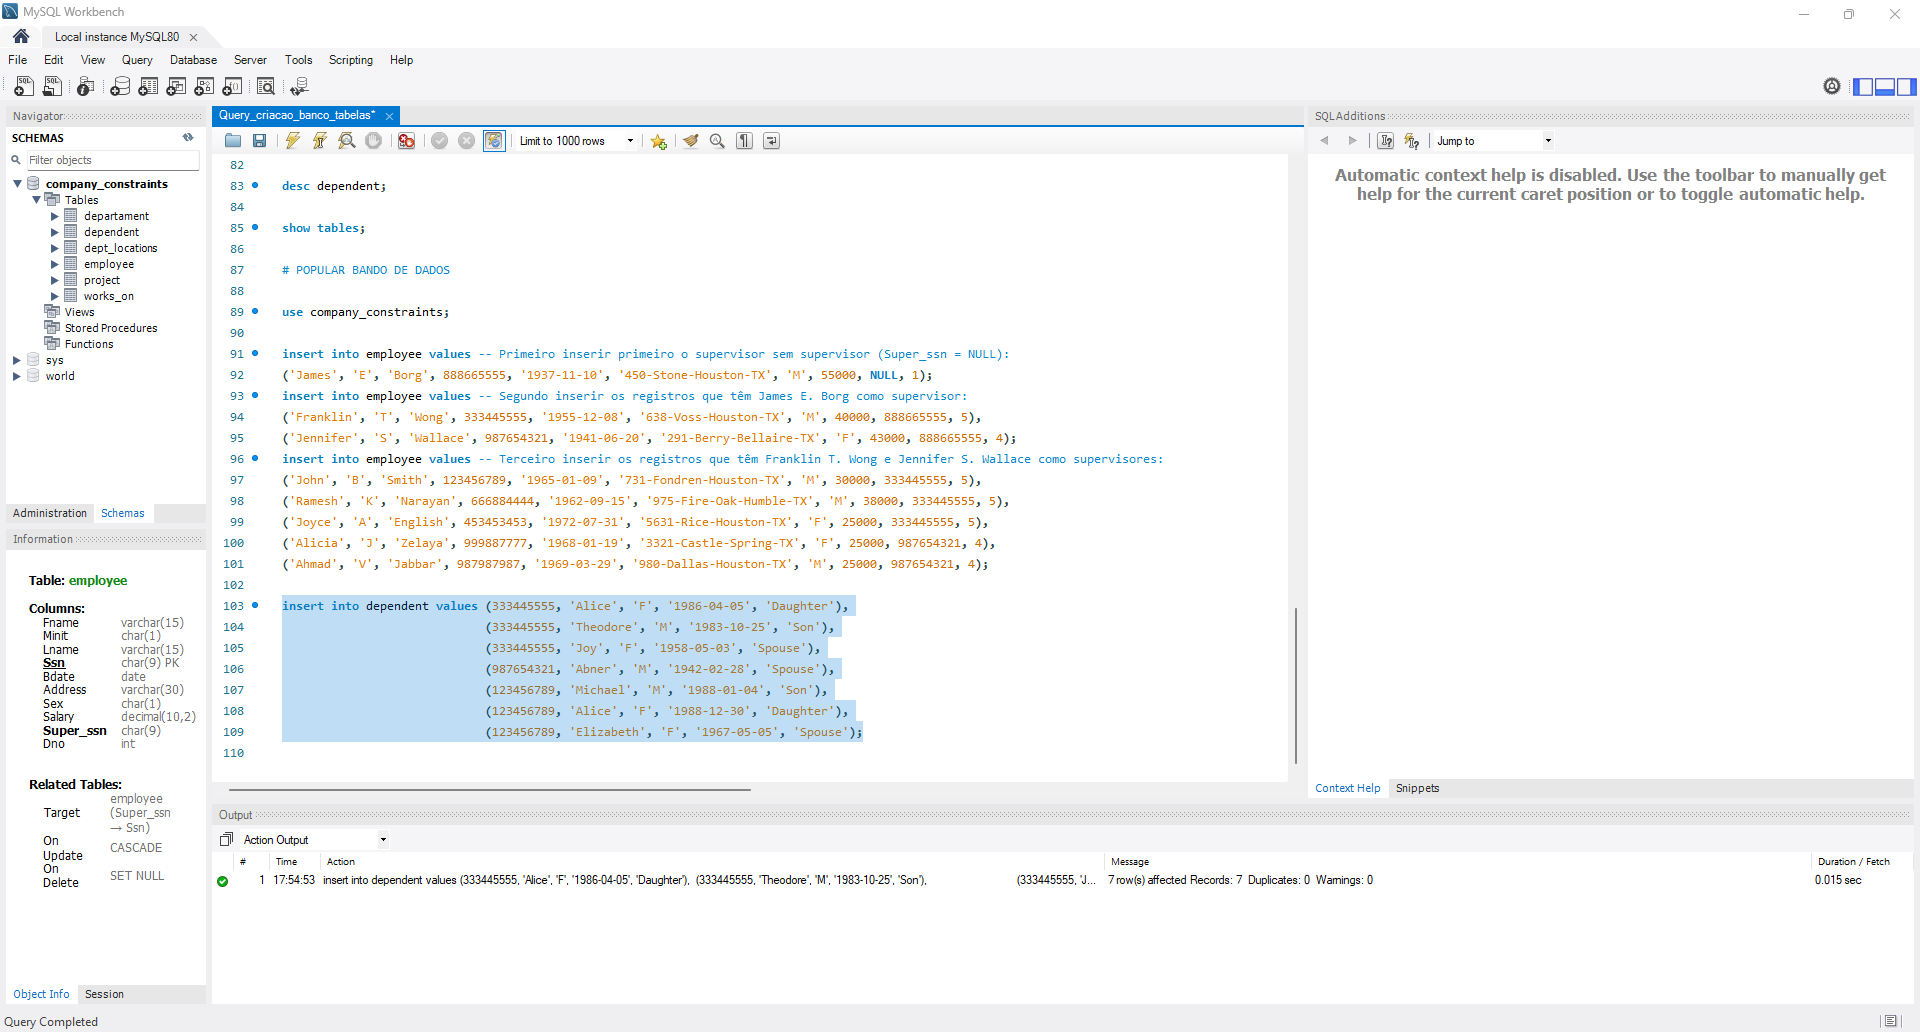 MySQL Workbench
Local instance MySQL80
File Edit View Query Database Server Tools Scripting Help
Navigator
SCHEMAS
Filter objects
company_constraints
Tables
departament
dependent
dept_locations
employee
project
works_on
Views
Stored Procedures
Functions
sys
world
Administration Schemas
Information
Table: employee
Columns:
Fname varchar(15)
Minit char(1)
Lname varchar(15)
Ssn char(9) PK
Bdate date
Address varchar(30)
Sex char(1)
Salary decimal(10,2)
Super_ssn char(9)
Dno int
Related Tables:
Target employee (Super_ssn → Ssn)
On Update CASCADE
On Delete SET NULL
Object Info Session
Query_criacao_banco_tabelas*
Limit to 1000 rows
82
83 desc dependent;
84
85 show tables;
86
87 # POPULAR BANDO DE DADOS
88
89 use company_constraints;
90
91 insert into employee values -- Primeiro inserir primeiro o supervisor sem supervisor (Super_ssn = NULL):
92 ('James', 'E', 'Borg', 888665555, '1937-11-10', '450-Stone-Houston-TX', 'M', 55000, NULL, 1);
93 insert into employee values -- Segundo inserir os registros que têm James E. Borg como supervisor:
94 ('Franklin', 'T', 'Wong', 333445555, '1955-12-08', '638-Voss-Houston-TX', 'M', 40000, 888665555, 5),
95 ('Jennifer', 'S', 'Wallace', 987654321, '1941-06-20', '291-Berry-Bellaire-TX', 'F', 43000, 888665555, 4);
96 insert into employee values -- Terceiro inserir os registros que têm Franklin T. Wong e Jennifer S. Wallace como supervisores:
97 ('John', 'B', 'Smith', 123456789, '1965-01-09', '731-Fondren-Houston-TX', 'M', 30000, 333445555, 5),
98 ('Ramesh', 'K', 'Narayan', 666884444, '1962-09-15', '975-Fire-Oak-Humble-TX', 'M', 38000, 333445555, 5),
99 ('Joyce', 'A', 'English', 453453453, '1972-07-31', '5631-Rice-Houston-TX', 'F', 25000, 333445555, 5),
100 ('Alicia', 'J', 'Zelaya', 999887777, '1968-01-19', '3321-Castle-Spring-TX', 'F', 25000, 987654321, 4),
101 ('Ahmad', 'V', 'Jabbar', 987987987, '1969-03-29', '980-Dallas-Houston-TX', 'M', 25000, 987654321, 4);
102
103 insert into dependent values (333445555, 'Alice', 'F', '1986-04-05', 'Daughter'),
104 (333445555, 'Theodore', 'M', '1983-10-25', 'Son'),
105 (333445555, 'Joy', 'F', '1958-05-03', 'Spouse'),
106 (987654321, 'Abner', 'M', '1942-02-28', 'Spouse'),
107 (123456789, 'Michael', 'M', '1988-01-04', 'Son'),
108 (123456789, 'Alice', 'F', '1988-12-30', 'Daughter'),
109 (123456789, 'Elizabeth', 'F', '1967-05-05', 'Spouse');
110
SQLAdditions
Jump to
Automatic context help is disabled. Use the toolbar to manually get
help for the current caret position or to toggle automatic help.
Context Help Snippets
Output
Action Output
# Time Action Message Duration / Fetch
1 17:54:53 insert into dependent values (333445555, 'Alice', 'F', '1986-04-05', 'Daughter'), (333445555, 'Theodore', 'M', '1983-10-25', 'Son'), (333445555, 'J... 7 row(s) affected Records: 7 Duplicates: 0 Warnings: 0 0.015 sec
Query Completed